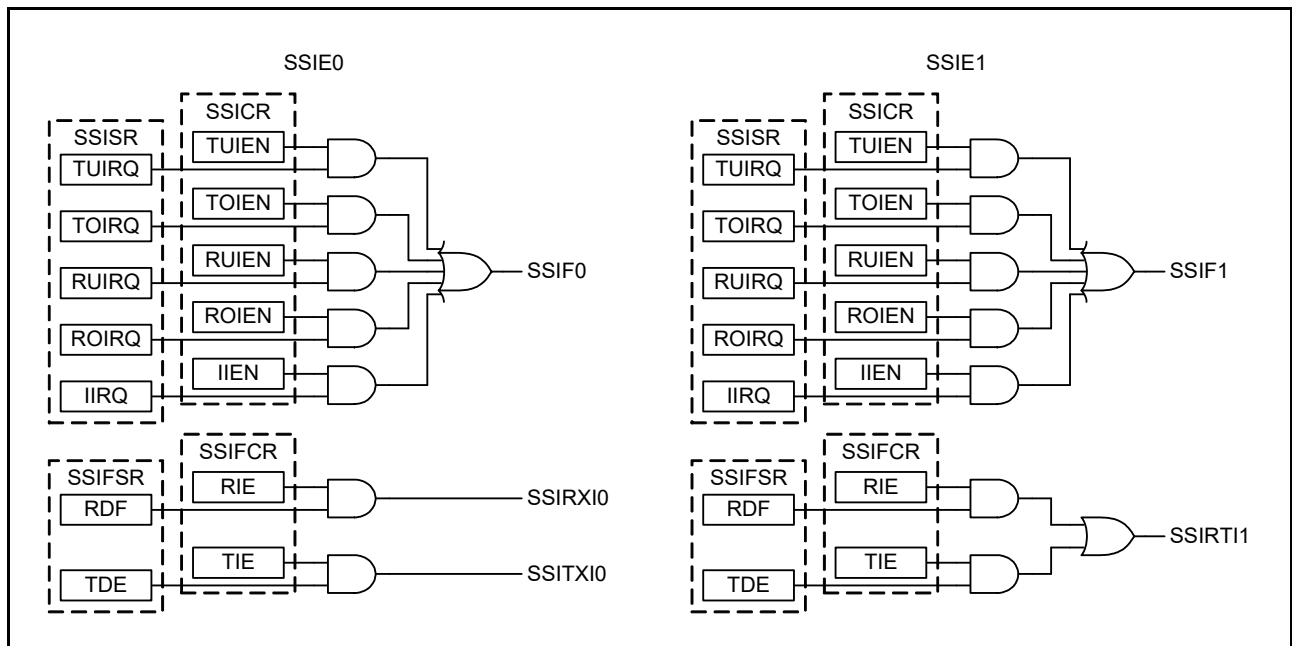 SSIE0
SSICR
SSISR
TUIEN
TUIRQ
TOIEN
TOIRQ
RUIEN
RUIRQ
ROIEN
ROIRQ
IIEN
IIRQ
SSIF0
SSIFCR
SSIFSR
RIE
RDF
SSIRXI0
TIE
TDE
SSITXI0
SSIE1
SSICR
SSISR
TUIEN
TUIRQ
TOIEN
TOIRQ
RUIEN
RUIRQ
ROIEN
ROIRQ
IIEN
IIRQ
SSIF1
SSIFCR
SSIFSR
RIE
RDF
TIE
TDE
SSIRTI1